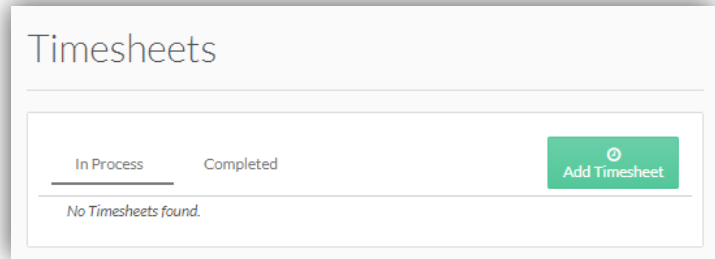 Timesheets
In Process
Completed
Add Timesheet
No Timesheets found.